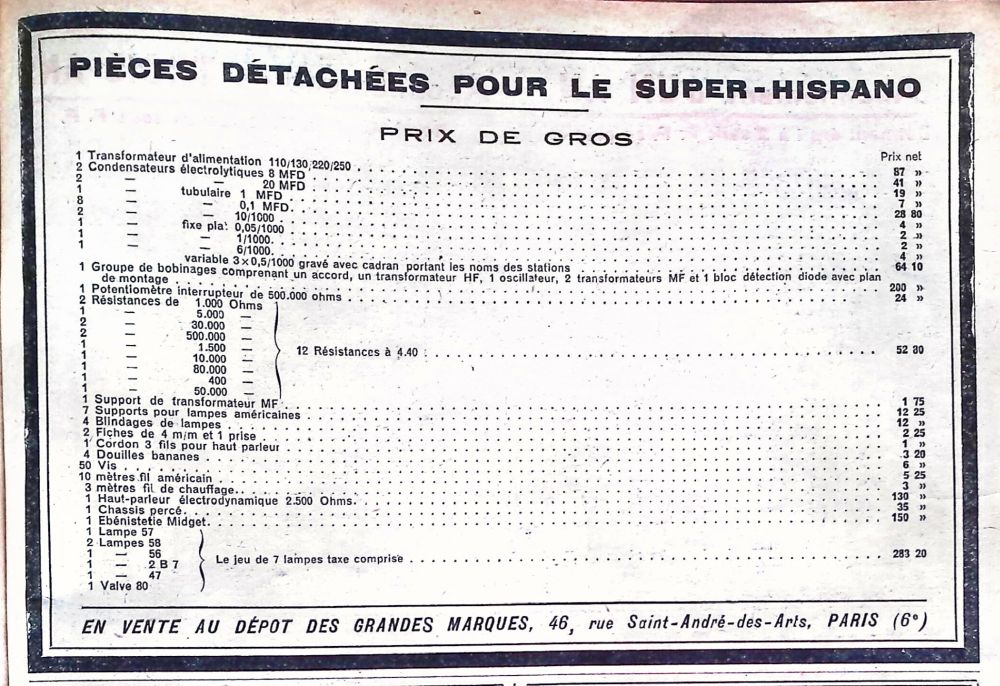 PIÈCES DÉTACHÉES POUR LE SUPER-HISPANO
PRIX DE GROS
Prix net
1 Transformateur d'alimentation 110/130/220/250 . . . 87 »
2 Condensateurs électrolytiques 8 MFD . . . 41 »
2 — — 20 MFD . . . 19 »
1 — tubulaire 1 MFD . . . 7 »
8 — — 0,1 MFD. . . . 28 80
2 — — 10/1000 . . . 4 »
1 — fixe plat 0,05/1000 . . . 2 »
1 — — 1/1000. . . . 2 »
1 — — 6/1000. . . . 4 »
variable 3×0,5/1000 gravé avec cadran portant les noms des stations . . . 64 10
1 Groupe de bobinages comprenant un accord, un transformateur HF, 1 oscillateur, 2 transformateurs MF et 1 bloc détection diode avec plan
de montage . . . 200 »
1 Potentiomètre interrupteur de 500.000 ohms . . . 24 »
2 Résistances de 1.000 Ohms
1 — 5.000 —
2 — 30.000 —
2 — 500.000 —
1 — 1.500 —
1 — 10.000 —
1 — 80.000 —
1 — 400 —
1 — 50.000 —
12 Résistances à 4.40 : . . . 52 80
1 Support de transformateur MF . . . 1 75
7 Supports pour lampes américaines . . . 12 25
4 Blindages de lampes . . . 12 »
2 Fiches de 4 m/m et 1 prise . . . 2 25
1 Cordon 3 fils pour haut parleur . . . 1 »
4 Douilles bananes . . . 3 20
50 Vis . . . 6 »
10 mètres fil américain . . . 5 25
3 mètres fil de chauffage. . . . 3 »
1 Haut-parleur électrodynamique 2.500 Ohms. . . . 130 »
1 Chassis percé. . . . 35 »
1 Ebénistetie Midget. . . . 150 »
1 Lampe 57
2 Lampes 58
1 — 56
1 — 2 B 7
1 — 47
1 Valve 80
Le jeu de 7 lampes taxe comprise . . . 283 20
EN VENTE AU DÉPOT DES GRANDES MARQUES, 46, rue Saint-André-des-Arts, PARIS (6e)